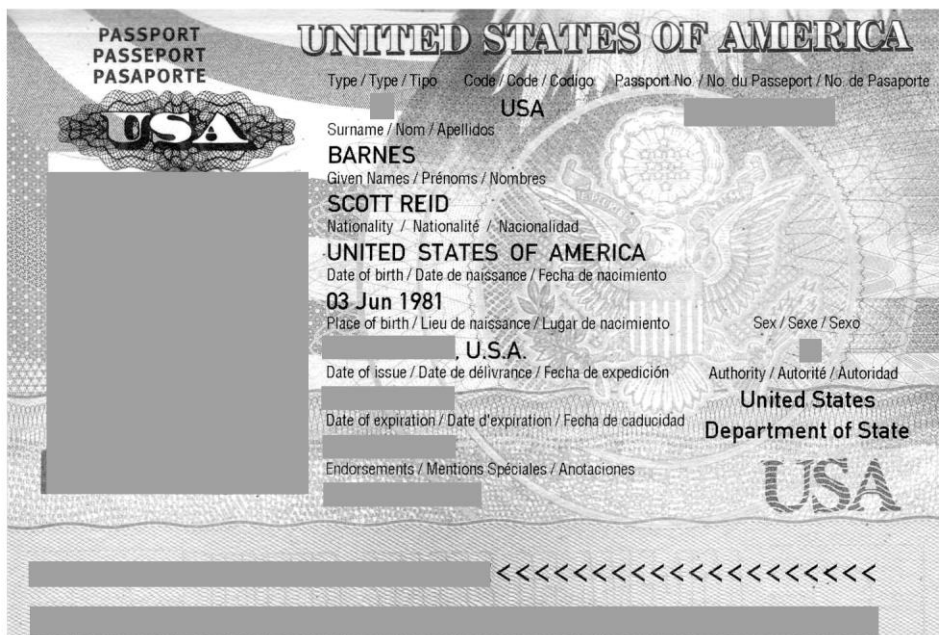 PASSPORT
PASSEPORT
PASAPORTE
USA
UNITED STATES OF AMERICA
Type / Type / Tipo Code / Code / Codigo Passport No. / No. du Passeport / No. de Pasaporte
USA
Surname / Nom / Apellidos
BARNES
Given Names / Prénoms / Nombres
SCOTT REID
Nationality / Nationalité / Nacionalidad
UNITED STATES OF AMERICA
Date of birth / Date de naissance / Fecha de nacimiento
03 Jun 1981
Place of birth / Lieu de naissance / Lugar de nacimiento Sex / Sexe / Sexo
, U.S.A.
Date of issue / Date de délivrance / Fecha de expedición Authority / Autorité / Autoridad
United States
Date of expiration / Date d'expiration / Fecha de caducidad Department of State
Endorsements / Mentions Spéciales / Anotaciones
USA
<<<<<<<<<<<<<<<<<<<<<